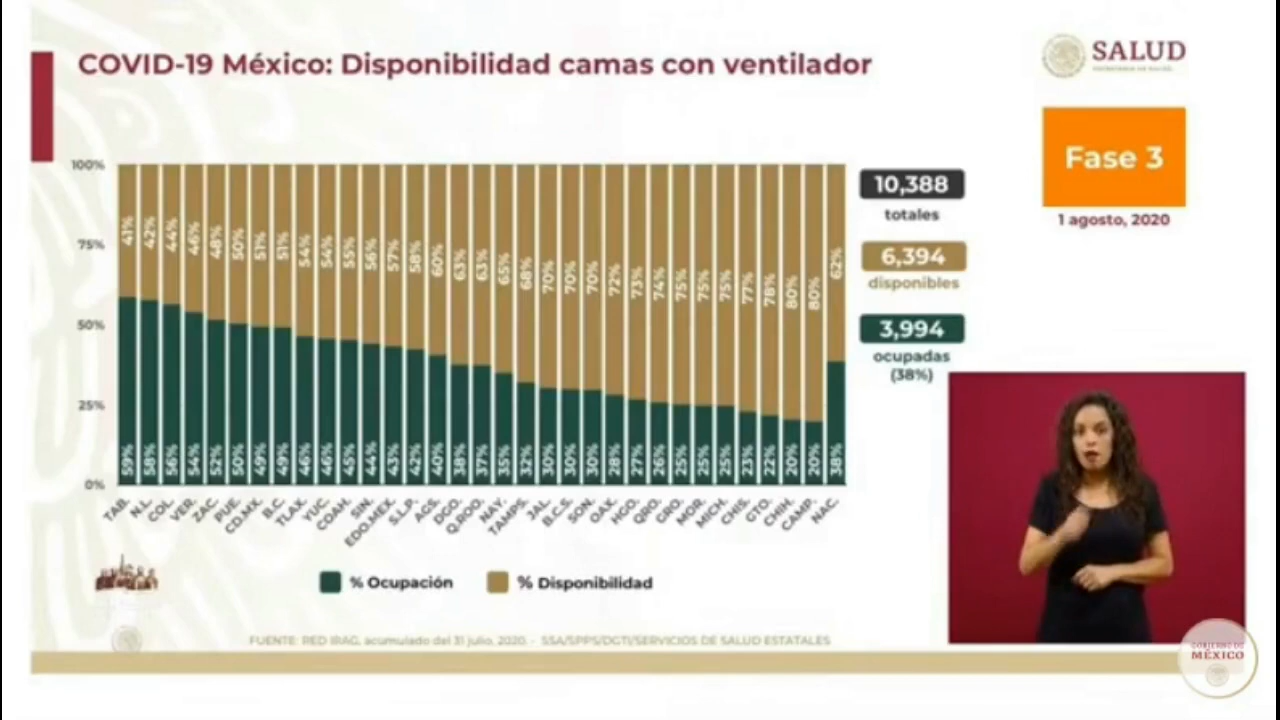 COVID-19 México: Disponibilidad camas con ventilador
SALUD
SECRETARÍA DE SALUD
Fase 3
1 agosto, 2020
100%
75%
50%
25%
0%
41% 42% 44% 46% 48% 50% 51% 51% 54% 54% 55% 56% 57% 58% 60% 63% 63% 65% 68% 70% 70% 70% 72% 73% 74% 75% 75% 75% 77% 78% 80% 80% 62%
59% 58% 56% 54% 52% 50% 49% 49% 46% 46% 45% 44% 43% 42% 40% 38% 37% 35% 32% 30% 30% 30% 28% 27% 26% 25% 25% 25% 23% 22% 20% 20% 38%
TAB. N.L. COL. VER. ZAC. PUE. CD.MX. B.C. TLAX. YUC. COAH. SIN. EDO.MEX. S.L.P. AGS. DGO. Q.ROO. NAY. TAMPS. JAL. B.C.S. SON. OAX. HGO. QRO. GRO. MOR. MICH. CHIS. GTO. CHIH. CAMP. NAC.
10,388
totales
6,394
disponibles
3,994
ocupadas
(38%)
% Ocupación % Disponibilidad
FUENTE: RED IRAG, acumulado del 31 julio, 2020. - SSA/SPPS/DGTI/SERVICIOS DE SALUD ESTATALES
GOBIERNO DE
MÉXICO